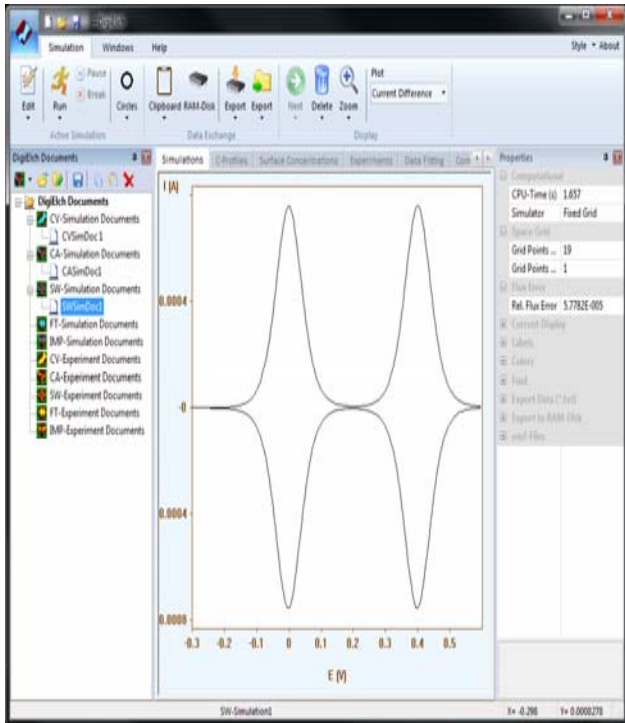 Simulation Windows Help Style About
Pause
Break
Edit Run Circles Clipboard RAM-Disk Export Export Next Delete Zoom
Plot
Current Difference
Active Simulation Data Exchange Display
DigiElch Documents
DigiElch Documents
CV-Simulation Documents
CVSimDoc1
CA-Simulation Documents
CASimDoc1
SW-Simulation Documents
SWSimDoc1
FT-Simulation Documents
IMP-Simulation Documents
CV-Experiment Documents
CA-Experiment Documents
SW-Experiment Documents
FT-Experiment Documents
IMP-Experiment Documents
Simulations C-Profiles Surface Concentrations Experiments Data Fitting Com
I [A]
0.0004
-0
0.0004
0.0008
-0.3 -0.2 -0.1 0 0.1 0.2 0.3 0.4 0.5
E [V]
Properties
Computational
CPU-Time (s) 1.657
Simulator Fixed Grid
Space Grid
Grid Points ... 19
Grid Points ... 1
Flux Error
Rel. Flux Error 5.7782E-005
Current Display
Labels
Colors
Font
Export Data (*.txt)
Export to RAM-Disk
emf-Files
SW-Simulation1 X= -0.298 Y= 0.0008278